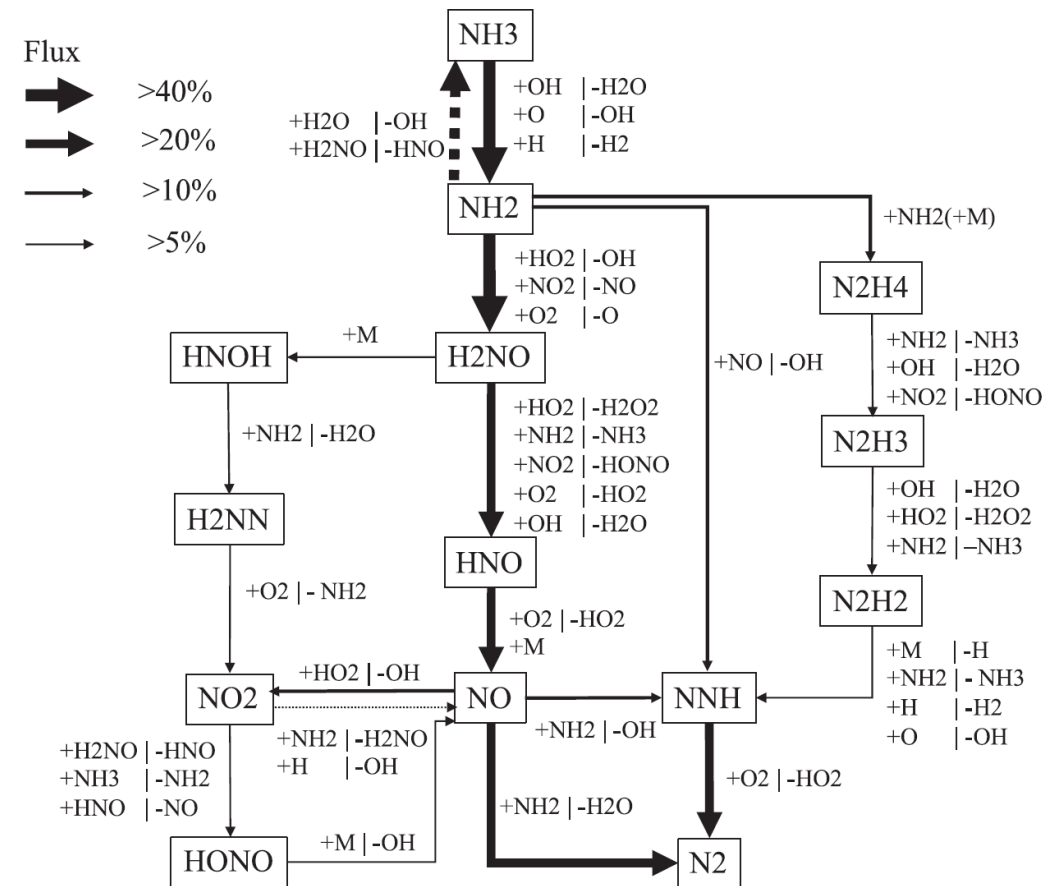 NH3
Flux
>40%
>20%
>10%
>5%
+OH |-H2O
+O |-OH
+H |-H2
+H2O |-OH
+H2NO|-HNO
NH2
+NH2(+M)
+HO2|-OH
+NO2|-NO
+O2 |-O
N2H4
+M
HNOH
H2NO
+NO|-OH
+NH2 |-NH3
+OH |-H2O
+NO2 |-HONO
+HO2|-H2O2
+NH2|-NH3
+NO2|-HONO
+O2 |-HO2
+OH |-H2O
+NH2|-H2O
N2H3
+OH |-H2O
+HO2|-H2O2
+NH2|–NH3
H2NN
HNO
+O2|- NH2
N2H2
+O2|-HO2
+M
+M |-H
+NH2|- NH3
+H |-H2
+O |-OH
+HO2|-OH
NO2
NO
NNH
+NH2|-OH
+NH2 |-H2NO
+H |-OH
+H2NO|-HNO
+NH3 |-NH2
+HNO |-NO
+O2|-HO2
+NH2|-H2O
+M|-OH
HONO
N2